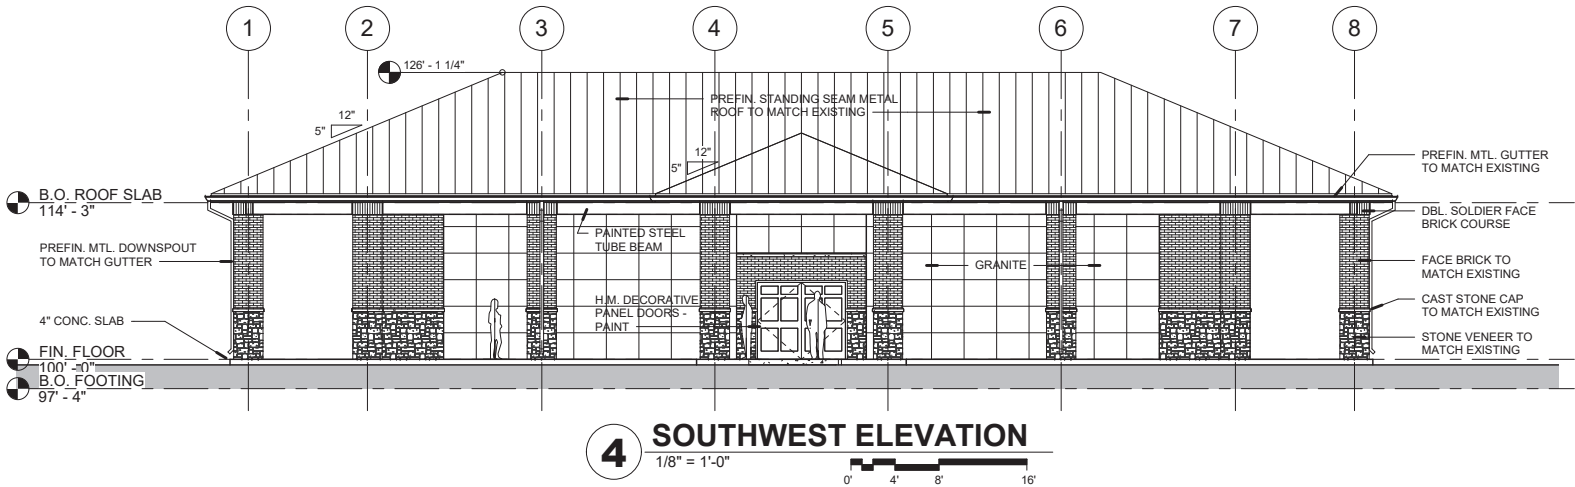 1 2 3 4 5 6 7 8
126' - 1 1/4"
12"
5"
PREFIN. STANDING SEAM METAL
ROOF TO MATCH EXISTING
12"
5"
PREFIN. MTL. GUTTER
TO MATCH EXISTING
B.O. ROOF SLAB
114' - 3"
DBL. SOLDIER FACE
BRICK COURSE
PAINTED STEEL
TUBE BEAM
PREFIN. MTL. DOWNSPOUT
TO MATCH GUTTER
GRANITE
FACE BRICK TO
MATCH EXISTING
H.M. DECORATIVE
PANEL DOORS -
PAINT
CAST STONE CAP
TO MATCH EXISTING
4" CONC. SLAB
STONE VENEER TO
MATCH EXISTING
FIN. FLOOR
100' - 0"
B.O. FOOTING
97' - 4"
4 SOUTHWEST ELEVATION
1/8" = 1'-0"
0' 4' 8' 16'